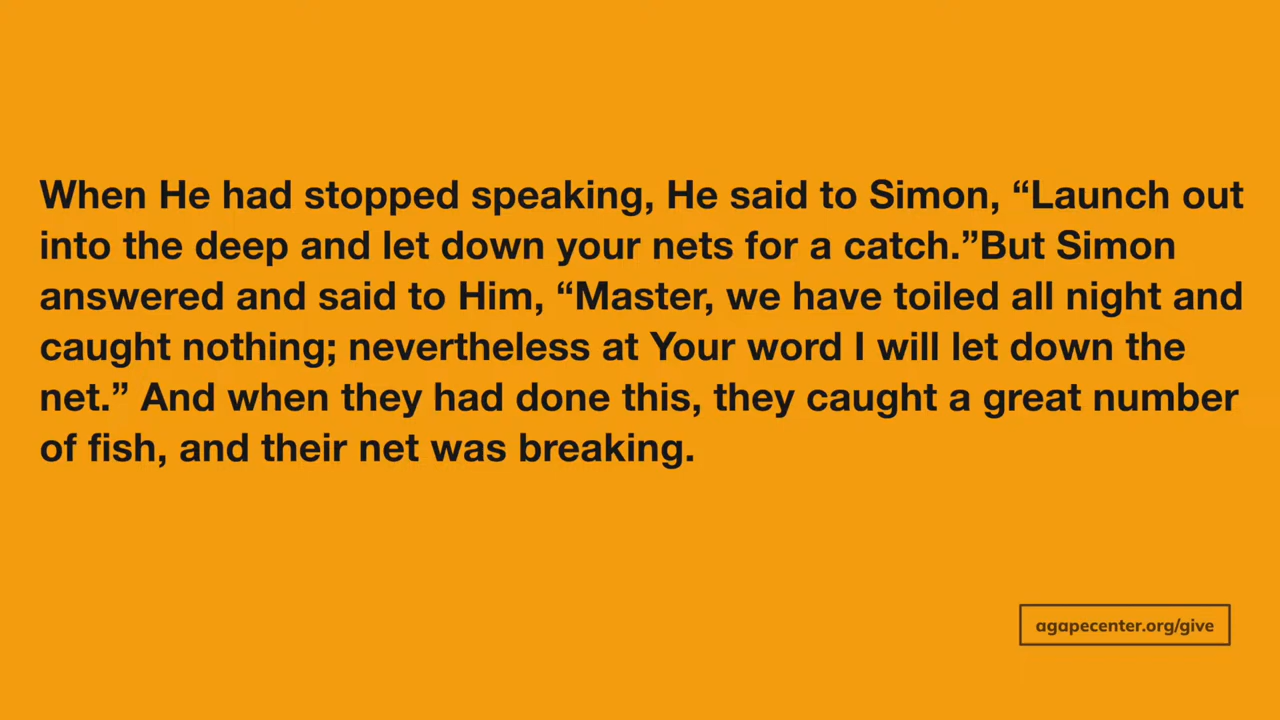 When He had stopped speaking, He said to Simon, “Launch out
into the deep and let down your nets for a catch.”But Simon
answered and said to Him, “Master, we have toiled all night and
caught nothing; nevertheless at Your word I will let down the
net.” And when they had done this, they caught a great number
of fish, and their net was breaking.
agapecenter.org/give